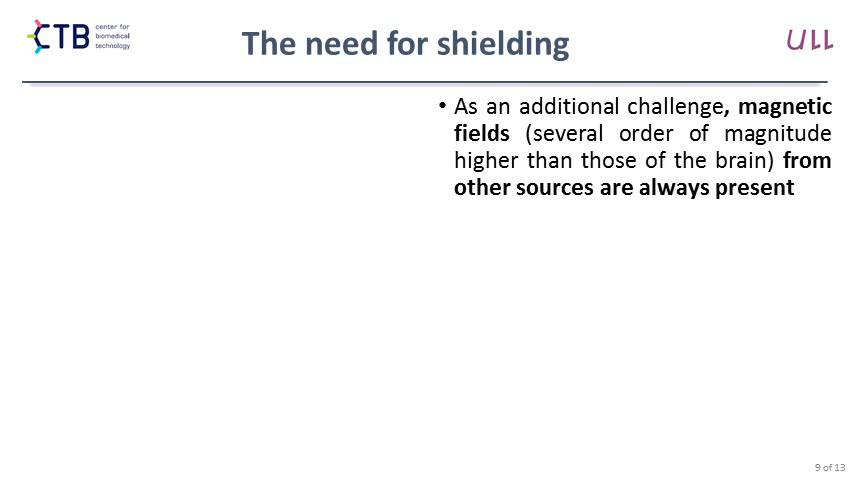 CTB
center for
biomedical
technology
The need for shielding
ULL
• As an additional challenge, magnetic
fields (several order of magnitude
higher than those of the brain) from
other sources are always present
9 of 13